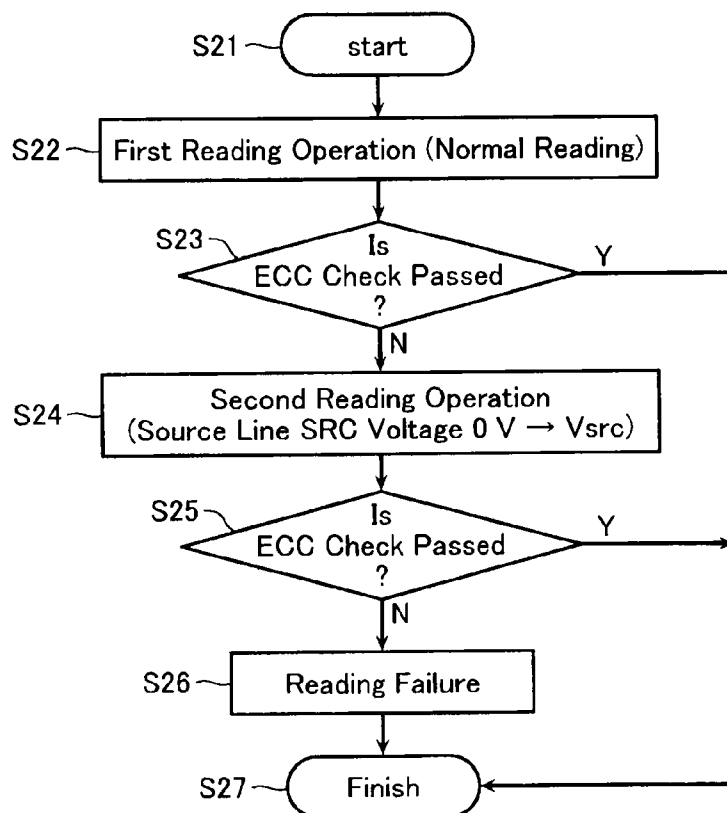 S21
start
S22
First Reading Operation (Normal Reading)
S23
Is
ECC Check Passed
?
Y
N
S24
Second Reading Operation
(Source Line SRC Voltage 0 V → Vsrc)
S25
Is
ECC Check Passed
?
Y
N
S26
Reading Failure
S27
Finish